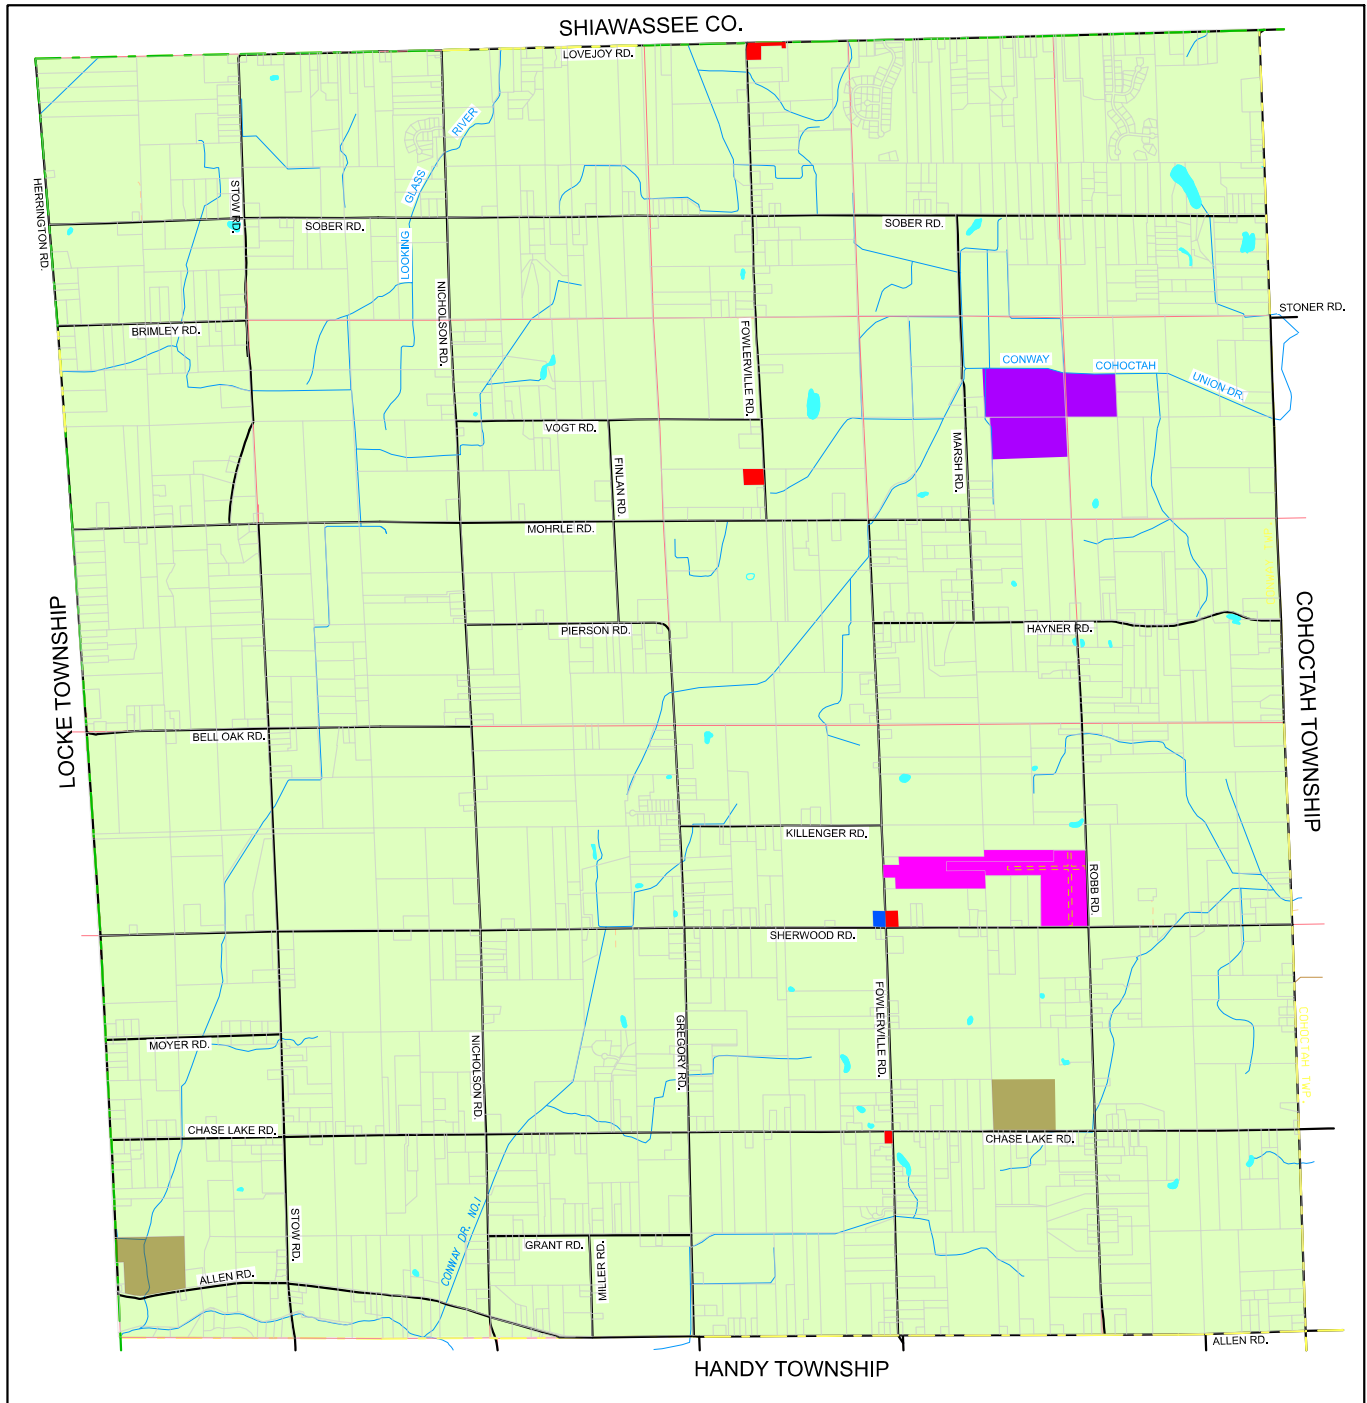 SHIAWASSEE CO.
LOVEJOY RD.
RIVER
GLASS
LOOKING
HERRINGTON RD.
STOW RD.
SOBER RD.
SOBER RD.
NICHOLSON RD.
BRIMLEY RD.
FOWLERVILLE RD.
STONER RD.
CONWAY
COHOCTAH
UNION DR.
VOGT RD.
FINLAN RD.
MARSH RD.
MOHRLE RD.
LOCKE TOWNSHIP
PIERSON RD.
HAYNER RD.
COHOCTAH TOWNSHIP
BELL OAK RD.
KILLENGER RD.
ROBB RD.
SHERWOOD RD.
FOWLERVILLE RD.
GREGORY RD.
NICHOLSON RD.
MOYER RD.
COHOCTAH TWP.
CHASE LAKE RD.
CHASE LAKE RD.
STOW RD.
CONWAY DR. NO.1
GRANT RD.
MILLER RD.
ALLEN RD.
ALLEN RD.
HANDY TOWNSHIP